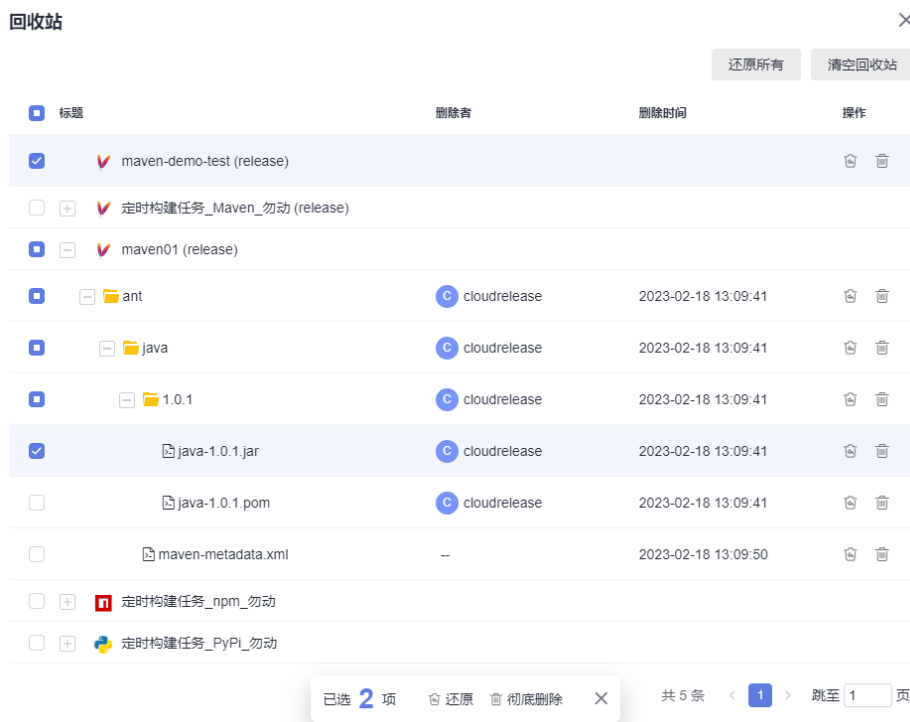 回收站
还原所有 清空回收站
标题 删除者 删除时间 操作
maven-demo-test (release)
定时构建任务_Maven_勿动 (release)
maven01 (release)
ant C cloudrelease 2023-02-18 13:09:41
java C cloudrelease 2023-02-18 13:09:41
1.0.1 C cloudrelease 2023-02-18 13:09:41
java-1.0.1.jar C cloudrelease 2023-02-18 13:09:41
java-1.0.1.pom C cloudrelease 2023-02-18 13:09:41
maven-metadata.xml -- 2023-02-18 13:09:50
定时构建任务_npm_勿动
定时构建任务_PyPi_勿动
已选 2 项 还原 彻底删除 共 5 条 < 1 > 跳至 1 页